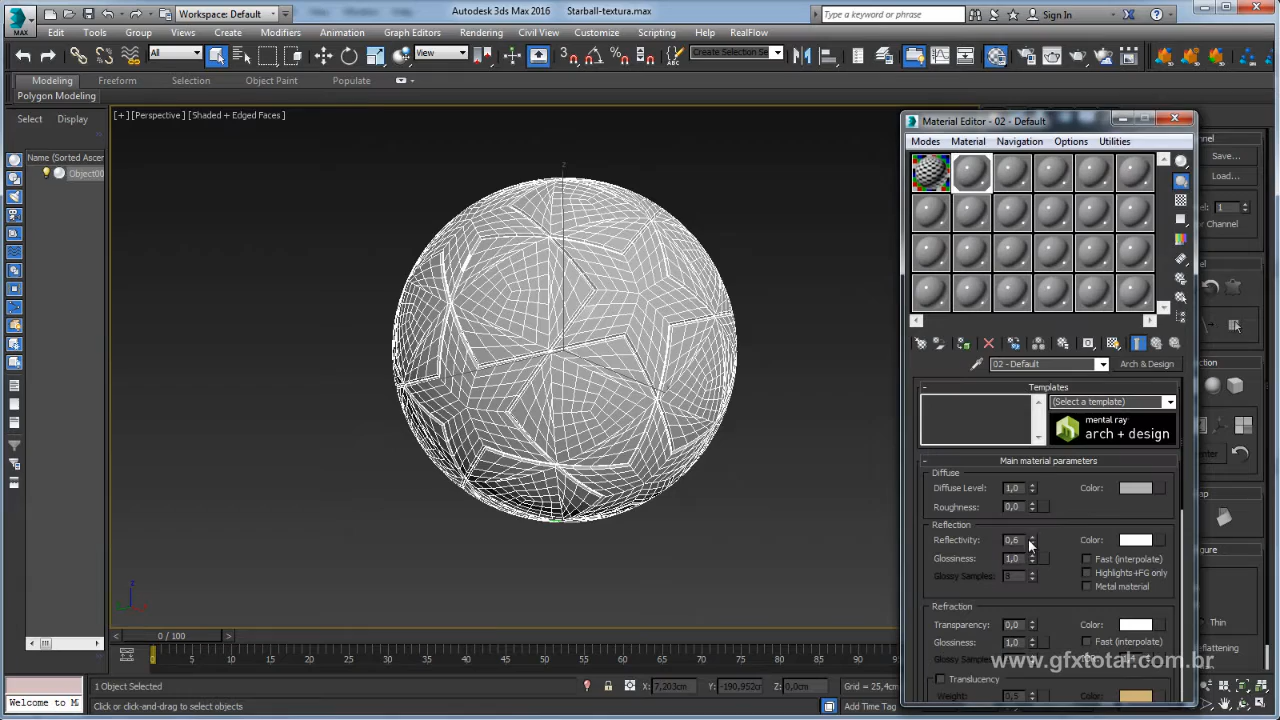 Workspace: Default
Autodesk 3ds Max 2016
Starball-textura.max
Type a keyword or phrase
Sign In
MAX
Edit
Tools
Group
Views
Create
Modifiers
Animation
Graph Editors
Rendering
Civil View
Customize
Scripting
Help
RealFlow
All
View
Create Selection Se
Modeling
Freeform
Selection
Object Paint
Populate
Polygon Modeling
Select
Display
[+][Perspective][Shaded + Edged Faces]
Name (Sorted Ascen
Object00
Material Editor - 02 - Default
Modes
Material
Navigation
Options
Utilities
Save...
Load...
02 - Default
Arch & Design
Templates
(Select a template)
mental ray
arch + design
Main material parameters
Diffuse
Diffuse Level:
1,0
Color:
Roughness:
0,0
Reflection
Reflectivity:
0,6
Color:
Glossiness:
1,0
Fast (interpolate)
Glossy Samples:
8
Highlights+FG only
Metal material
Refraction
Transparency:
0,0
Color:
Glossiness:
1,0
Fast (interpolate)
Glossy Samples:
Translucency
Weight:
0,5
Color:
www.gfxtotal.com.br
Thin
z
z
0 / 100
0
5
10
15
20
25
30
35
40
45
50
55
60
65
70
75
80
85
90
1 Object Selected
X: 7,203cm
Y: -190,952cm
Z: 0,0cm
Grid = 25,4cm
Welcome to M
Click or click-and-drag to select objects
Add Time Tag